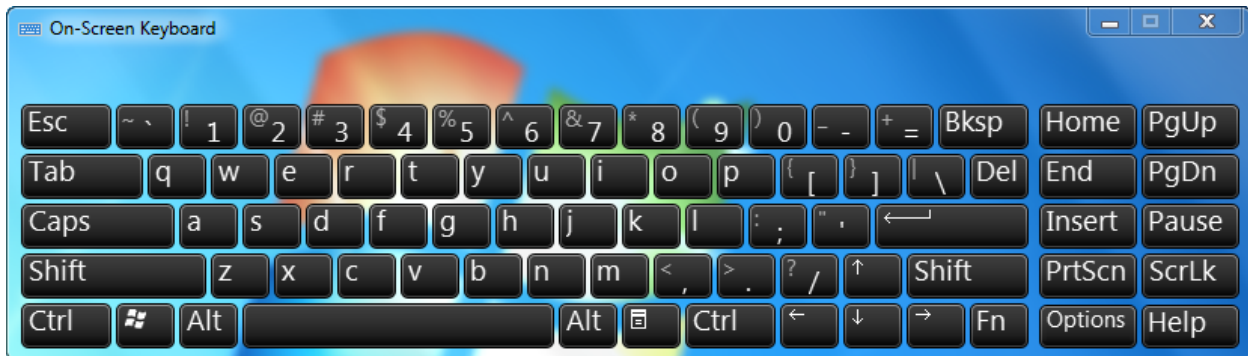 On-Screen Keyboard
Esc ~ ` ! 1 @ 2 # 3 $ 4 % 5 ^ 6 & 7 * 8 ( 9 ) 0 _ - + = Bksp Home PgUp
Tab q w e r t y u i o p { [ } ] | \ Del End PgDn
Caps a s d f g h j k l : ; " ' Insert Pause
Shift z x c v b n m < , > . ? / ↑ Shift PrtScn ScrLk
Ctrl Alt Alt Ctrl ← ↓ → Fn Options Help